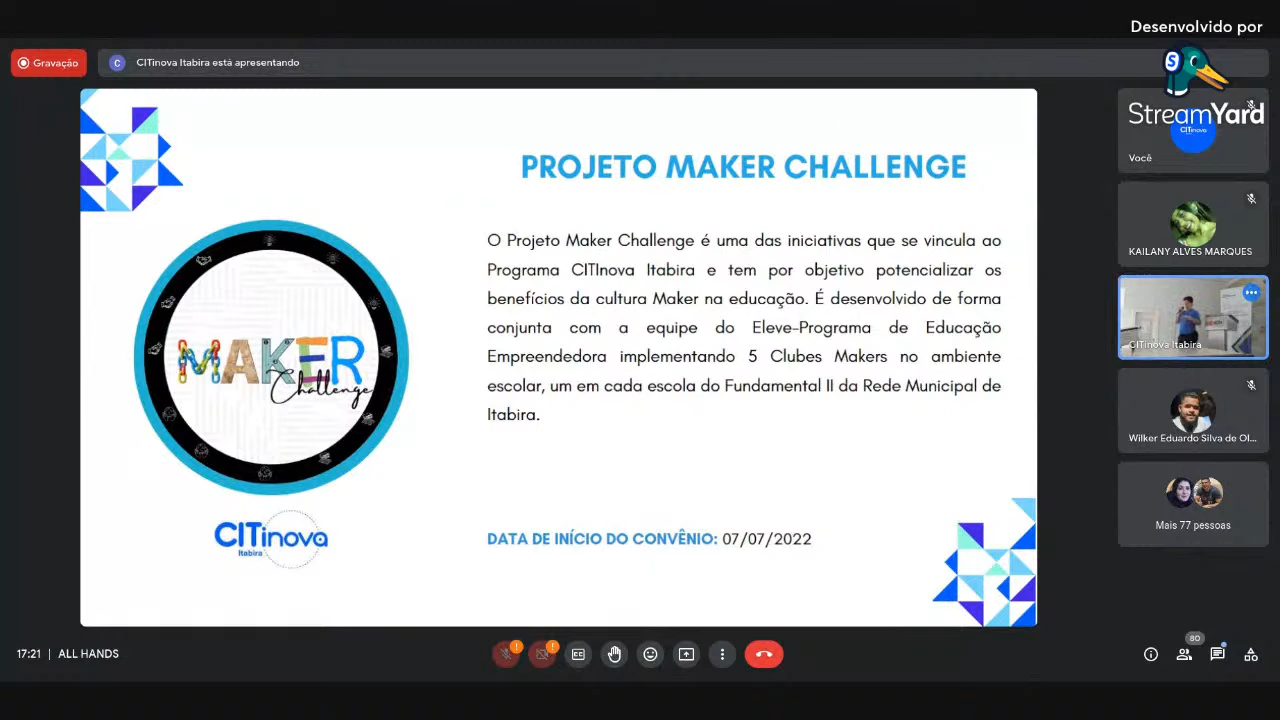 Desenvolvido por
StreamYard
Gravação
C
CITinova Itabira está apresentando
S
CITinova
Você
KAILANY ALVES MARQUES
CITinova Itabira
Wilker Eduardo Silva de Ol...
Mais 77 pessoas
PROJETO MAKER CHALLENGE
O Projeto Maker Challenge é uma das iniciativas que se vincula ao
Programa CITInova Itabira e tem por objetivo potencializar os
benefícios da cultura Maker na educação. É desenvolvido de forma
conjunta com a equipe do Eleve-Programa de Educação
Empreendedora implementando 5 Clubes Makers no ambiente
escolar, um em cada escola do Fundamental II da Rede Municipal de
Itabira.
MAKER
Challenge
CITinova
Itabira
DATA DE INÍCIO DO CONVÊNIO: 07/07/2022
17:21 | ALL HANDS
80